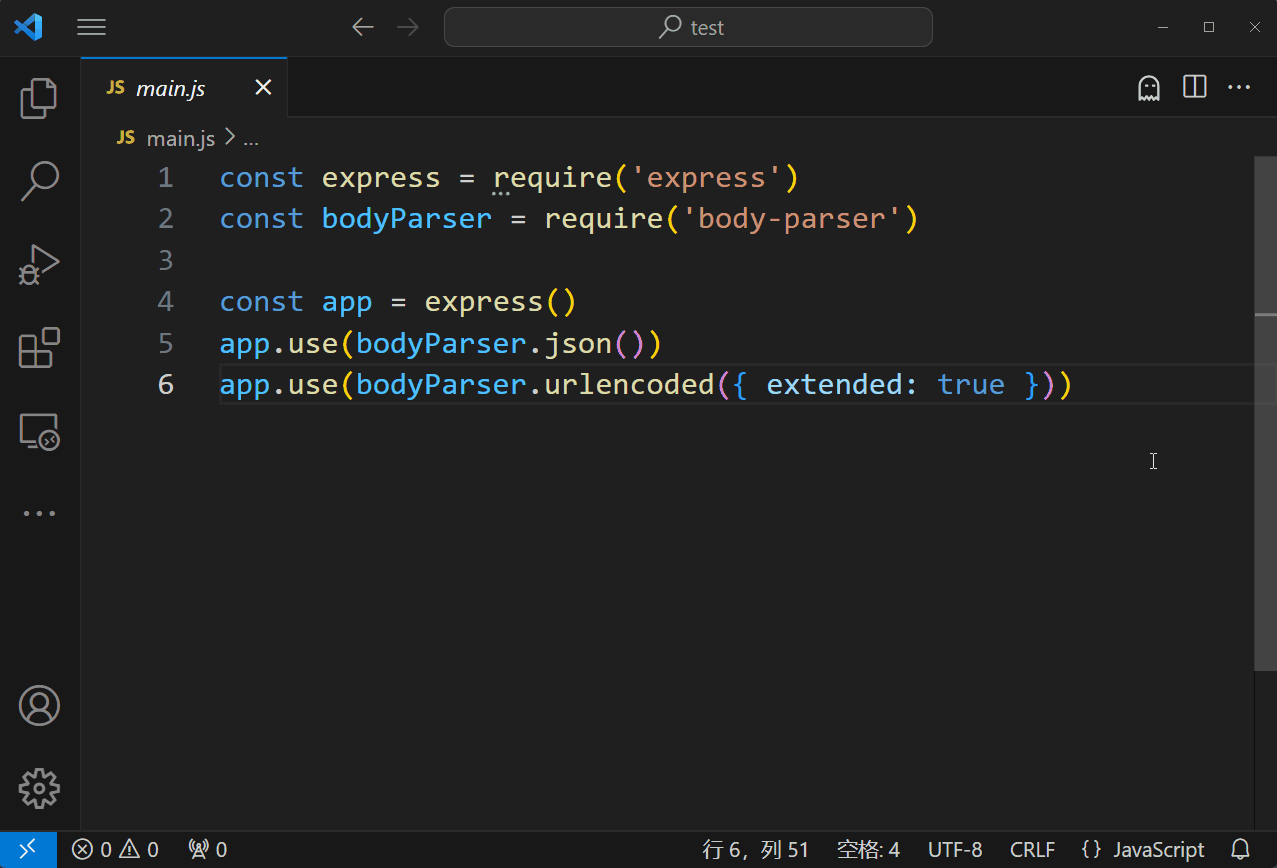 test
JS main.js
JS main.js > ...
1 const express = require('express')
2 const bodyParser = require('body-parser')
3
4 const app = express()
5 app.use(bodyParser.json())
6 app.use(bodyParser.urlencoded({ extended: true }))
0 0 0 行 6，列 51 空格: 4 UTF-8 CRLF {} JavaScript